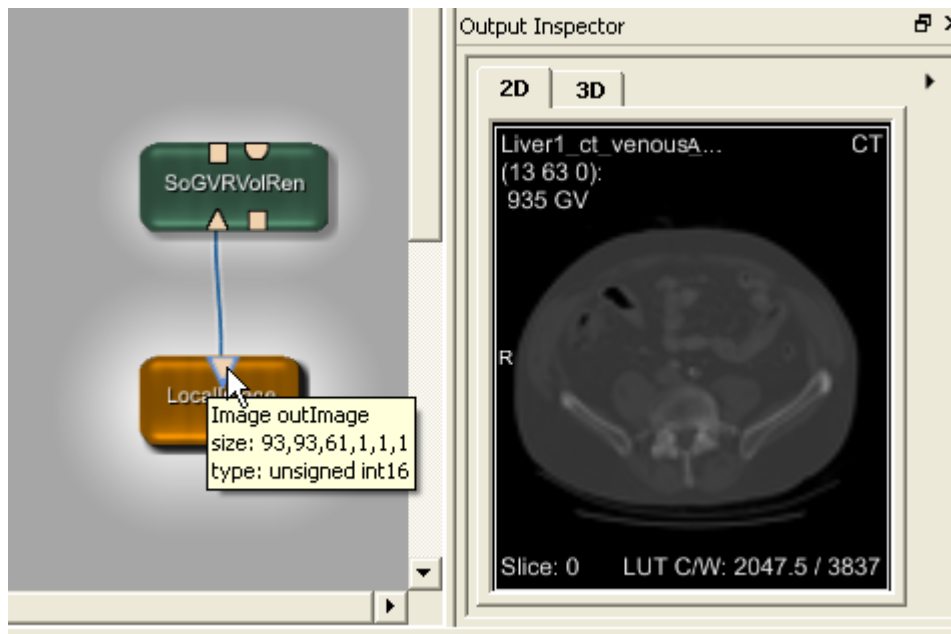 SoGVRVolRen
Image outImage
size: 93,93,61,1,1,1
type: unsigned int16
Output Inspector
2D
3D
Liver1_ct_venousA...
CT
(13 63 0):
935 GV
R
Slice: 0
LUT C/W: 2047.5 / 3837